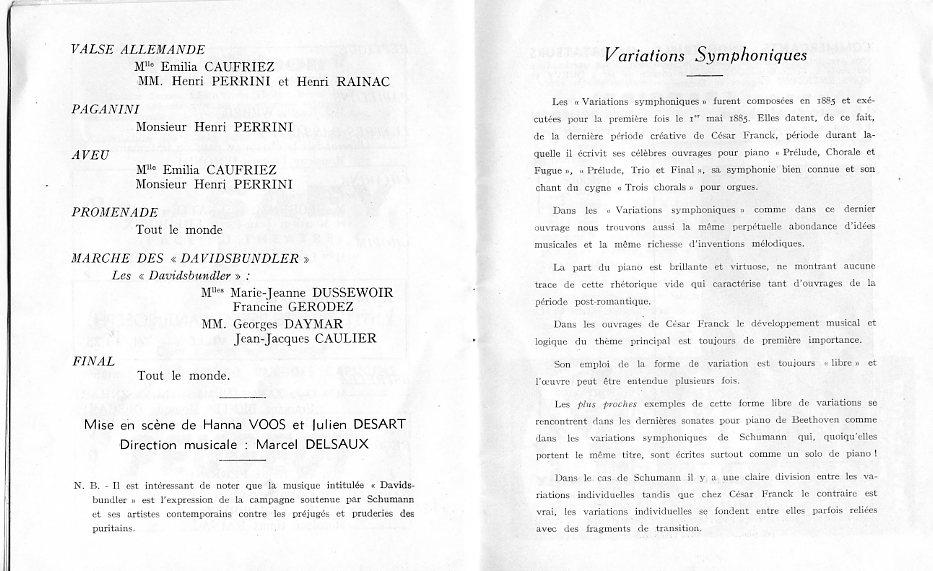 VALSE ALLEMANDE
Mlle Emilia CAUFRIEZ
MM. Henri PERRINI et Henri RAINAC
PAGANINI
Monsieur Henri PERRINI
AVEU
Mlle Emilia CAUFRIEZ
Monsieur Henri PERRINI
PROMENADE
Tout le monde
MARCHE DES « DAVIDSBUNDLER »
Les « Davidsbundler » :
Mlles Marie-Jeanne DUSSEWOIR
Francine GERODEZ
MM. Georges DAYMAR
Jean-Jacques CAULIER
FINAL
Tout le monde.
Mise en scène de Hanna VOOS et Julien DESART
Direction musicale : Marcel DELSAUX
N. B. - Il est intéressant de noter que la musique intitulée « Davids-
bundler » est l'expression de la campagne soutenue par Schumann
et ses artistes contemporains contre les préjugés et pruderies des
puritains.
Variations Symphoniques
Les « Variations symphoniques » furent composées en 1885 et exé-
cutées pour la première fois le 1er mai 1885. Elles datent, de ce fait,
de la dernière période créative de César Franck, période durant la-
quelle il écrivit ses célèbres ouvrages pour piano « Prélude, Chorale et
Fugue », « Prélude, Trio et Final », sa symphonie bien connue et son
chant du cygne « Trois chorals » pour orgues.
Dans les « Variations symphoniques » comme dans ce dernier
ouvrage nous trouvons aussi la même perpétuelle abondance d'idées
musicales et la même richesse d'inventions mélodiques.
La part du piano est brillante et virtuose, ne montrant aucune
trace de cette rhétorique vide qui caractérise tant d'ouvrages de la
période post-romantique.
Dans les ouvrages de César Franck le développement musical et
logique du thème principal est toujours de première importance.
Son emploi de la forme de variation est toujours « libre » et
l'œuvre peut être entendue plusieurs fois.
Les plus proches exemples de cette forme libre de variations se
rencontrent dans les dernières sonates pour piano de Beethoven comme
dans les variations symphoniques de Schumann qui, quoiqu'elles
portent le même titre, sont écrites surtout comme un solo de piano !
Dans le cas de Schumann il y a une claire division entre les va-
riations individuelles tandis que chez César Franck le contraire est
vrai, les variations individuelles se fondent entre elles parfois reliées
avec des fragments de transition.